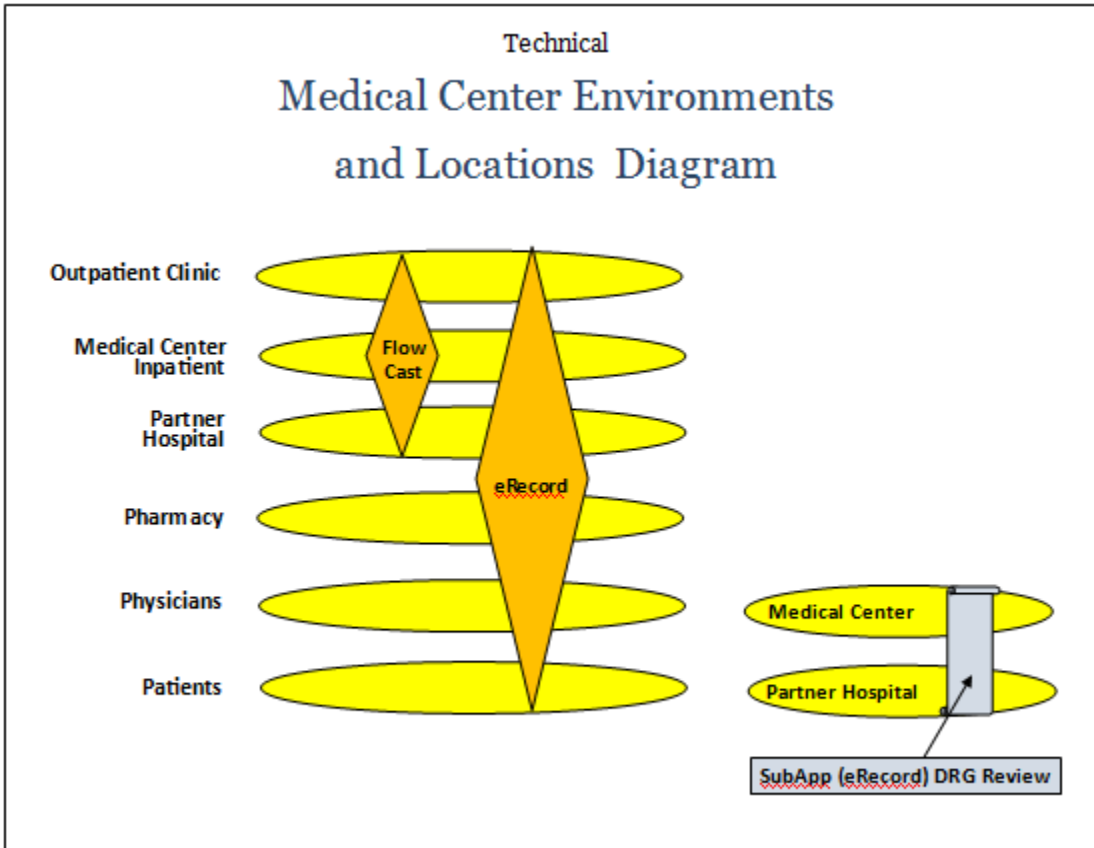 Technical
Medical Center Environments
and Locations Diagram
Outpatient Clinic
Medical Center
Inpatient
Flow
Cast
Partner
Hospital
eRecord
Pharmacy
Physicians
Patients
Medical Center
Partner Hospital
SubApp (eRecord) DRG Review